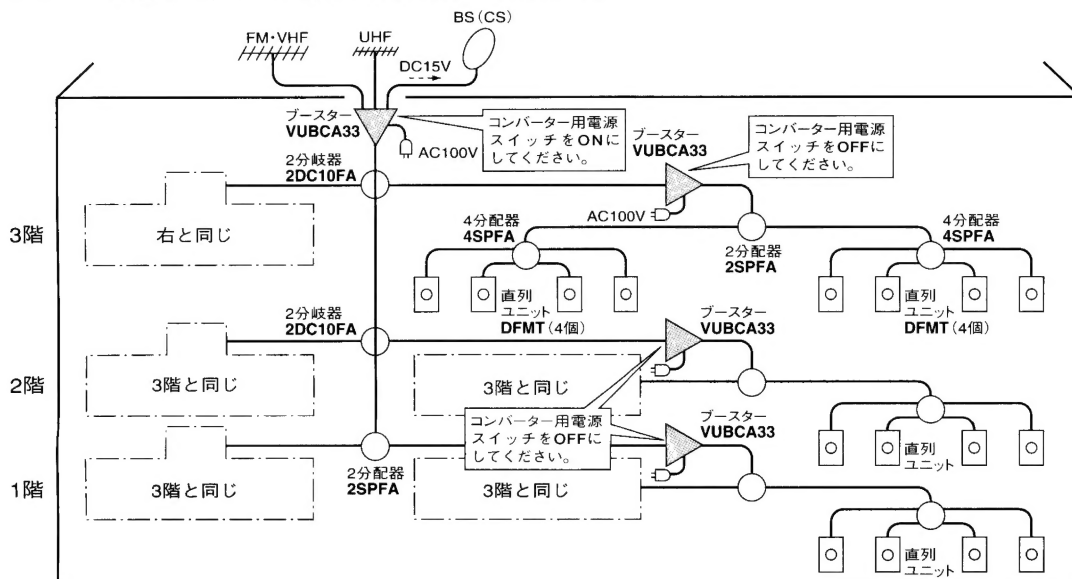 BS(CS)
FM・VHF
UHF
DC15V
ブースター
VUBCA33
AC100V
コンバーター用電源
スイッチをONに
してください。
ブースター
VUBCA33
コンバーター用電源
スイッチをOFFに
してください。
2分岐器
2DC10FA
3階
右と同じ
AC100V
4分配器
4SPFA
2分配器
2SPFA
4分配器
4SPFA
直列
ユニット
DFMT(4個)
直列
ユニット
DFMT(4個)
2分岐器
2DC10FA
ブースター
VUBCA33
2階
3階と同じ
3階と同じ
コンバーター用電源
スイッチをOFFに
してください。
直列
ユニット
ブースター
VUBCA33
2分配器
2SPFA
1階
3階と同じ
3階と同じ
直列
ユニット